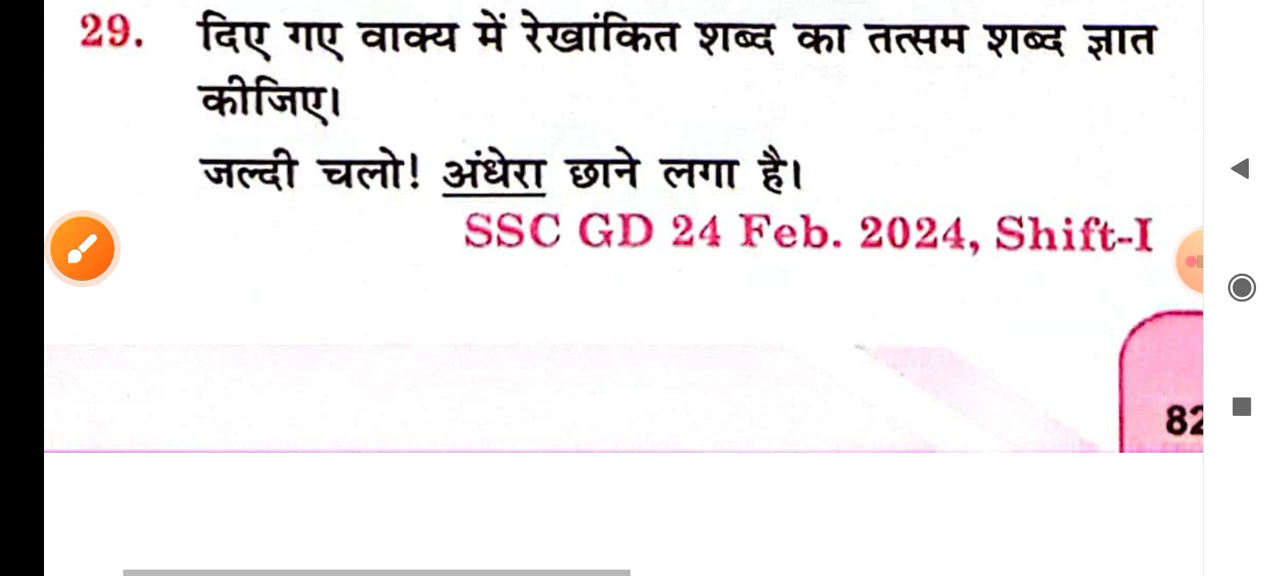 29. दिए गए वाक्य में रेखांकित शब्द का तत्सम शब्द ज्ञात
कीजिए।
जल्दी चलो! अंधेरा छाने लगा है।
SSC GD 24 Feb. 2024, Shift-I
82